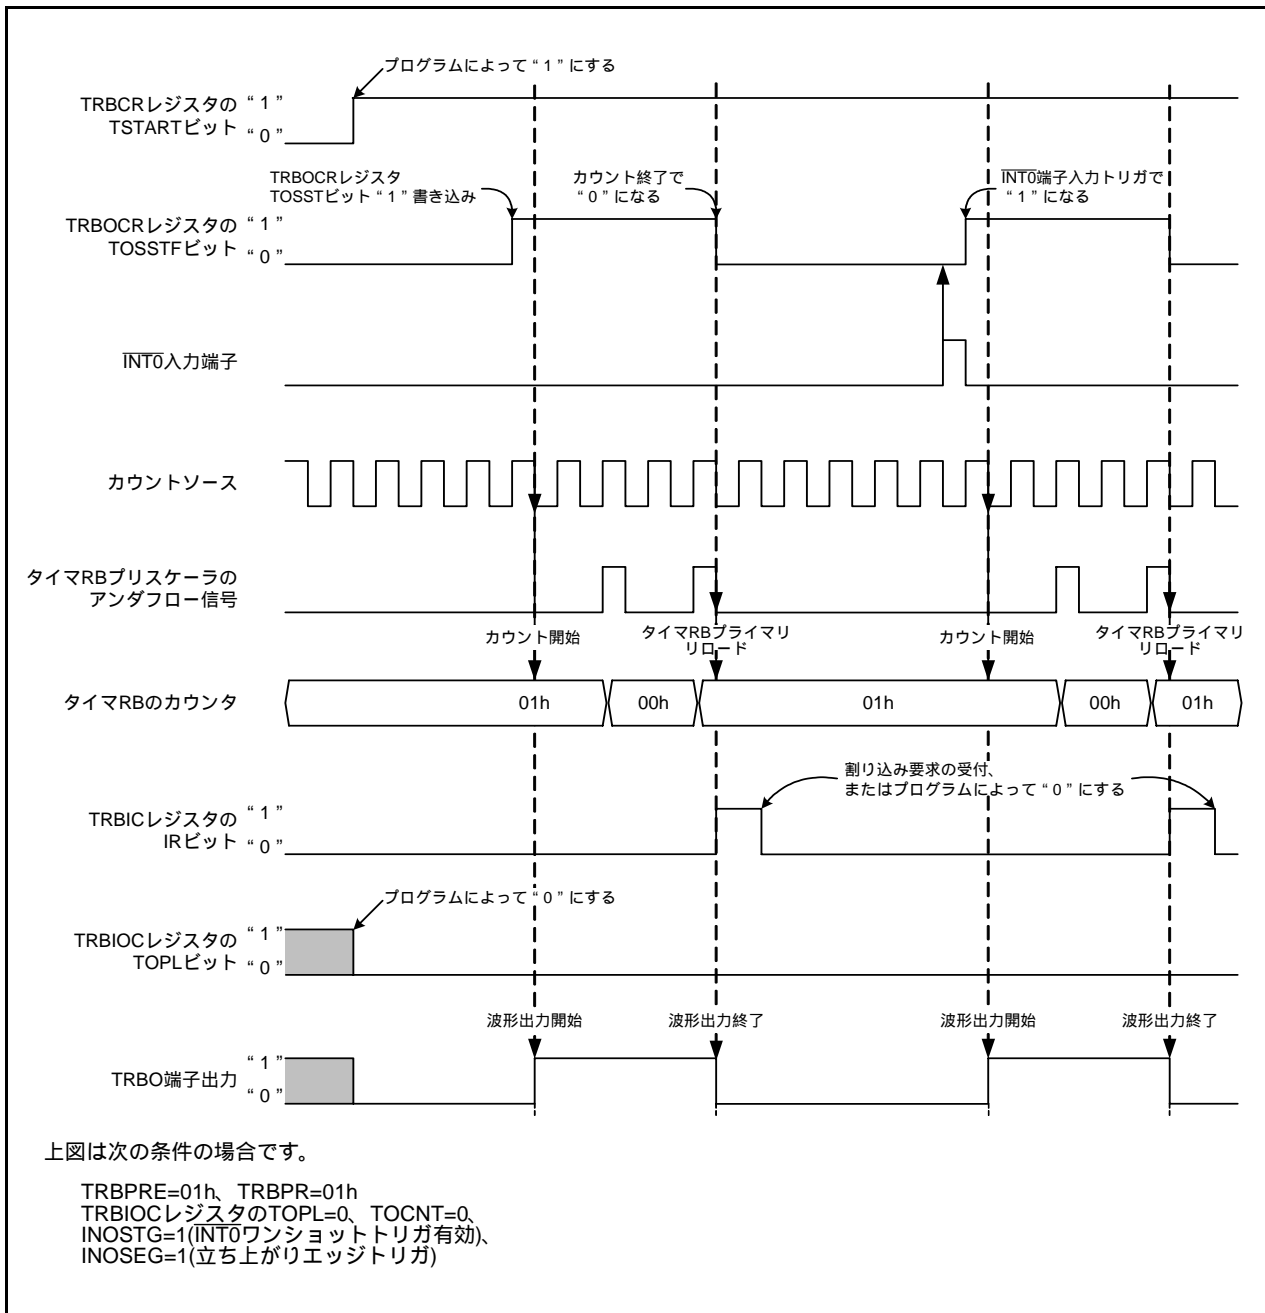 プログラムによって“1”にする
TRBCRレジスタの “1”
TSTARTビット “0”
TRBOCRレジスタ
TOSSTビット“1”書き込み
カウント終了で
“0”になる
INT0端子入力トリガで
“1”になる
TRBOCRレジスタの “1”
TOSSTFビット “0”
INT0入力端子
カウントソース
タイマRBプリスケーラの
アンダフロー信号
カウント開始
タイマRBプライマリ
リロード
カウント開始
タイマRBプライマリ
リロード
タイマRBのカウンタ 01h 00h 01h 00h 01h
割り込み要求の受付、
またはプログラムによって“0”にする
TRBICレジスタの “1”
IRビット “0”
プログラムによって“0”にする
TRBIOCレジスタの “1”
TOPLビット “0”
波形出力開始 波形出力終了 波形出力開始 波形出力終了
“1”
TRBO端子出力
“0”
上図は次の条件の場合です。
TRBPRE=01h、TRBPR=01h
TRBIOCレジスタのTOPL=0、TOCNT=0、
INOSTG=1(INT0ワンショットトリガ有効)、
INOSEG=1(立ち上がりエッジトリガ)